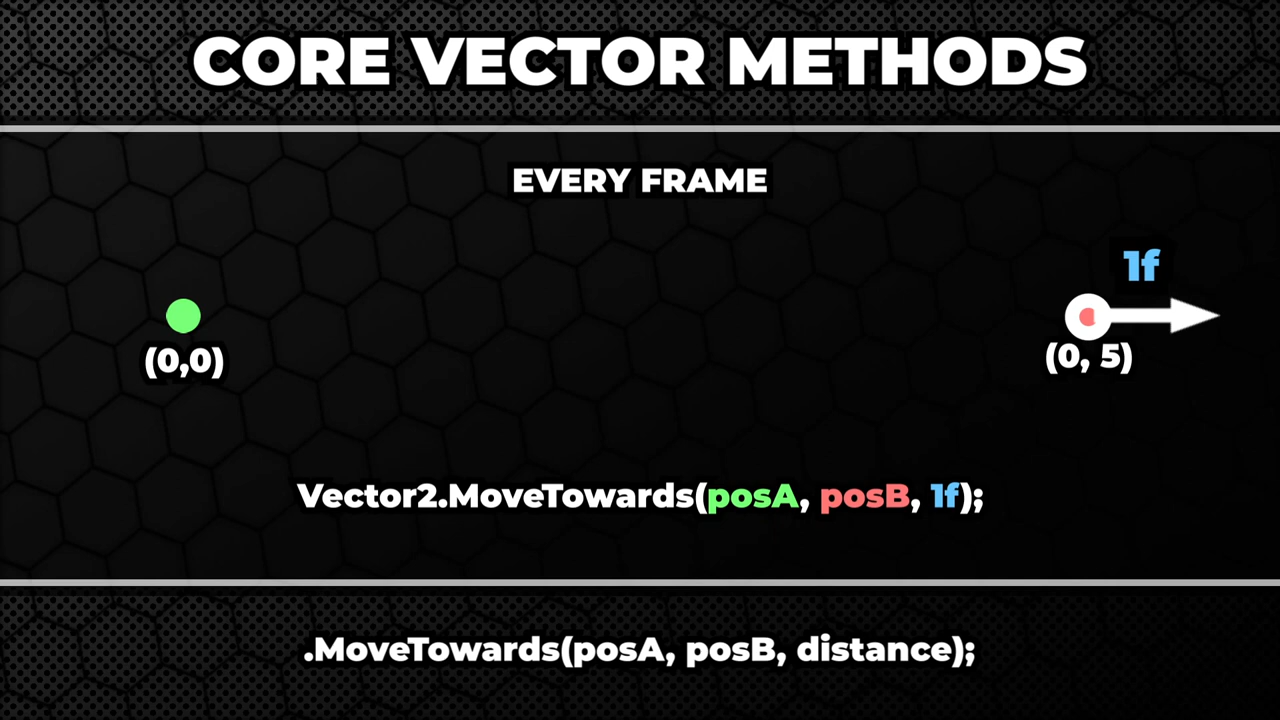 CORE VECTOR METHODS
EVERY FRAME
1f
(0,0)
(0, 5)
Vector2.MoveTowards(posA, posB, 1f);
.MoveTowards(posA, posB, distance);